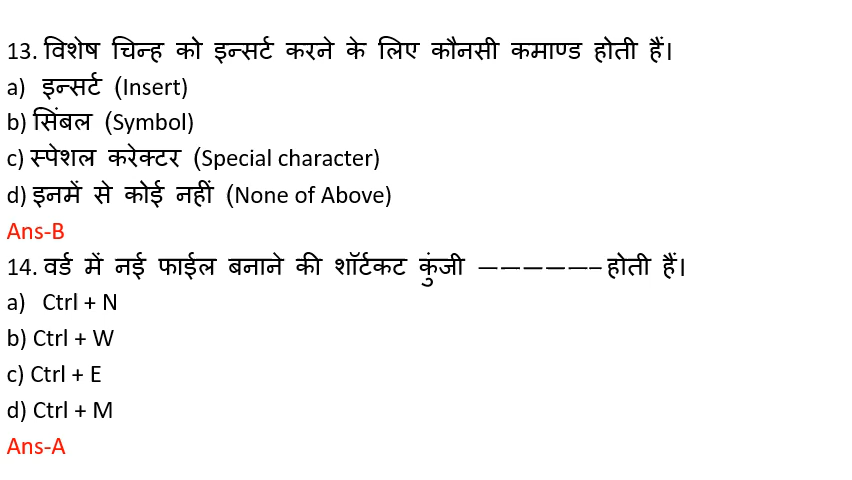 13. विशेष चिन्ह को इन्सर्ट करने के लिए कौनसी कमाण्ड होती हैं।
a) इन्सर्ट (Insert)
b) सिंबल (Symbol)
c) स्पेशल करेक्टर (Special character)
d) इनमें से कोई नहीं (None of Above)
Ans-B
14. वर्ड में नई फाईल बनाने की शॉर्टकट कुंजी —————– होती हैं।
a) Ctrl + N
b) Ctrl + W
c) Ctrl + E
d) Ctrl + M
Ans-A